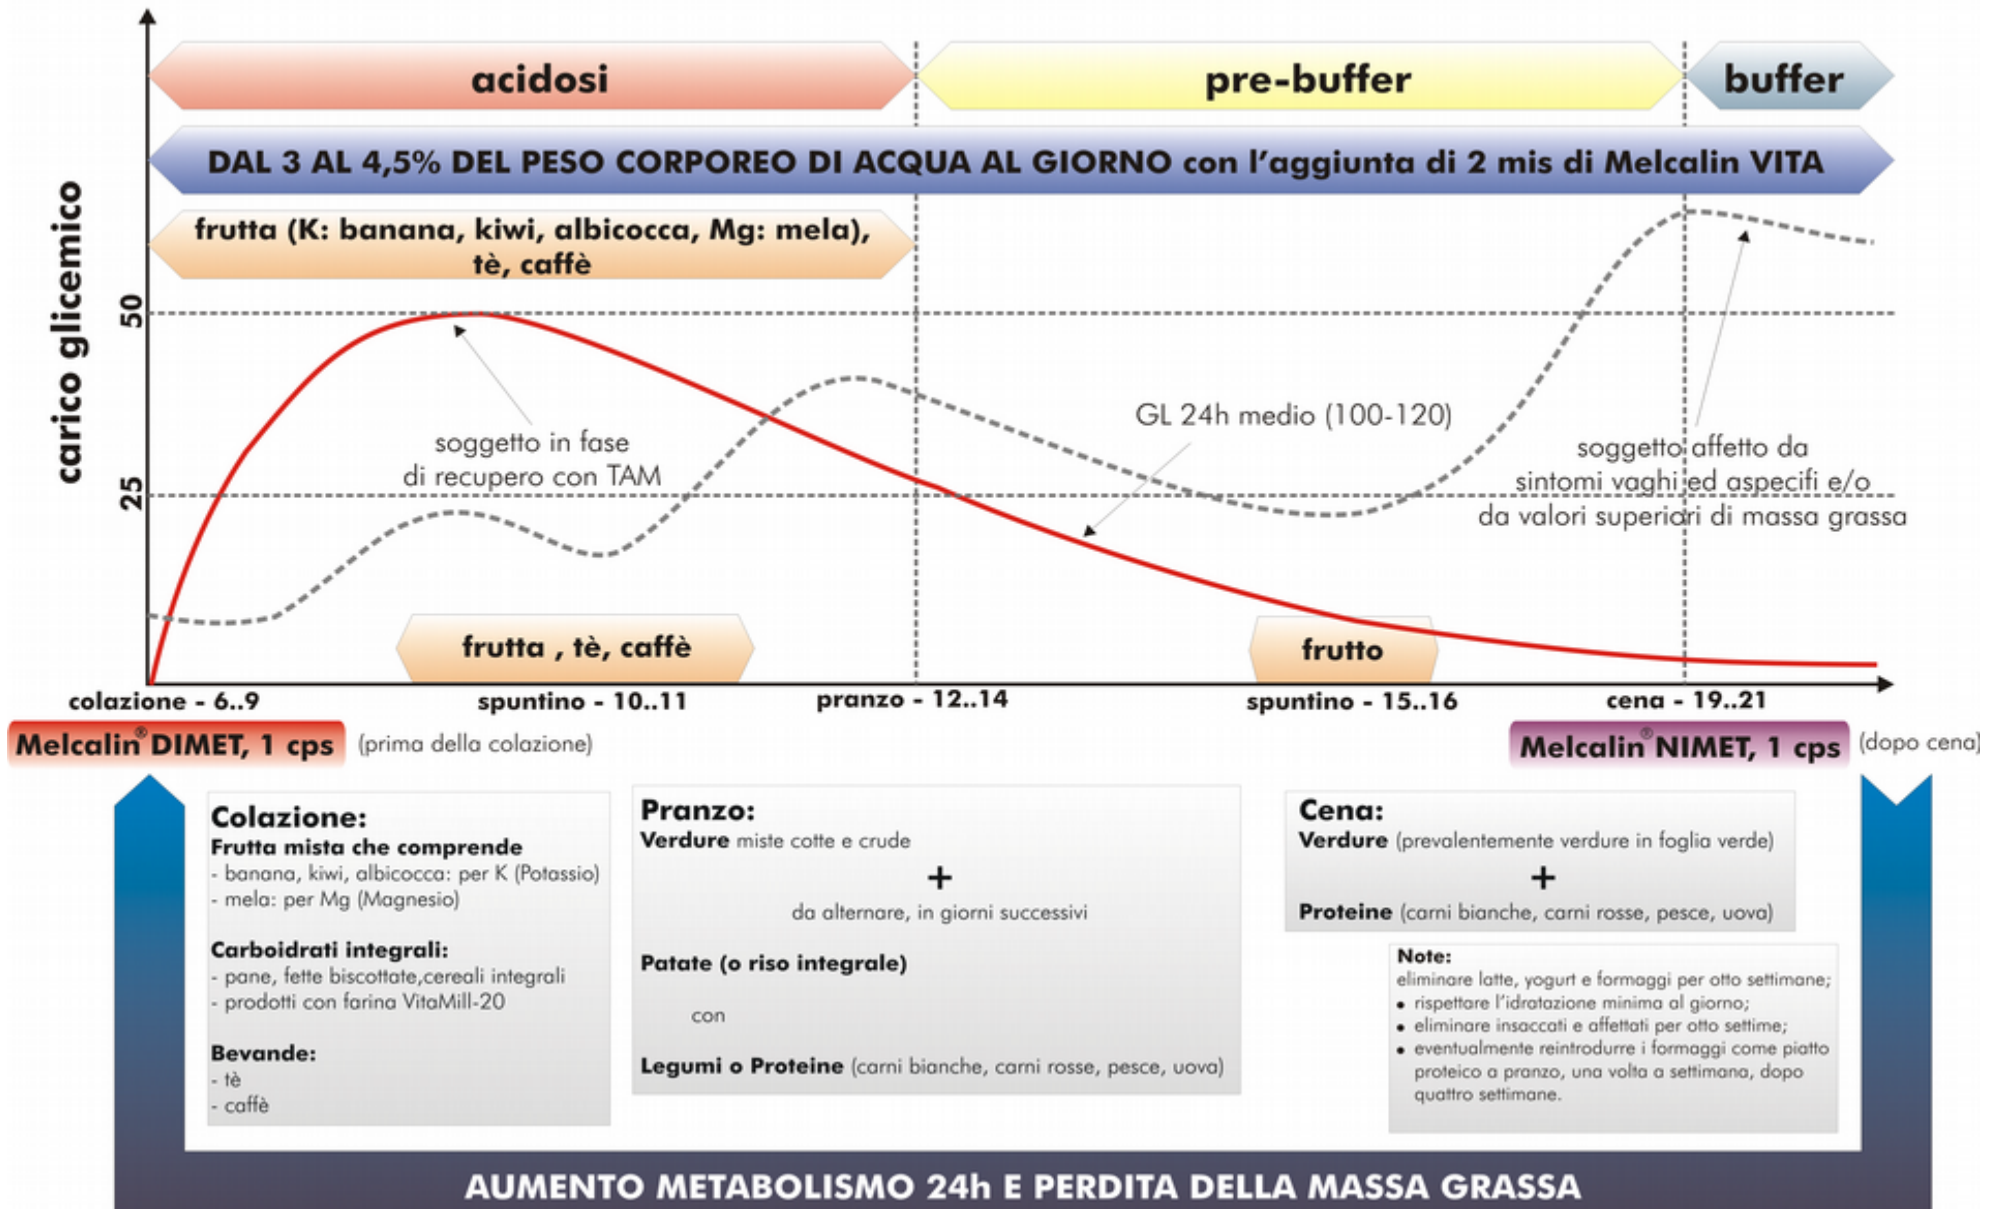 acidosi
pre-buffer
buffer
DAL 3 AL 4,5% DEL PESO CORPOREO DI ACQUA AL GIORNO con l'aggiunta di 2 mis di Melcalin VITA
frutta (K: banana, kiwi, albicocca, Mg: mela),
tè, caffè
carico glicemico
50
25
soggetto in fase
di recupero con TAM
GL 24h medio (100-120)
soggetto affetto da
sintomi vaghi ed aspecifi e/o
da valori superiori di massa grassa
frutta , tè, caffè
frutto
colazione - 6..9
spuntino - 10..11
pranzo - 12..14
spuntino - 15..16
cena - 19..21
Melcalin® DIMET, 1 cps
(prima della colazione)
Melcalin® NIMET, 1 cps
(dopo cena)
Colazione:
Frutta mista che comprende
- banana, kiwi, albicocca: per K (Potassio)
- mela: per Mg (Magnesio)
Carboidrati integrali:
- pane, fette biscottate,cereali integrali
- prodotti con farina VitaMill-20
Bevande:
- tè
- caffè
Pranzo:
Verdure miste cotte e crude
+
da alternare, in giorni successivi
Patate (o riso integrale)
con
Legumi o Proteine (carni bianche, carni rosse, pesce, uova)
Cena:
Verdure (prevalentemente verdure in foglia verde)
+
Proteine (carni bianche, carni rosse, pesce, uova)
Note:
eliminare latte, yogurt e formaggi per otto settimane;
• rispettare l'idratazione minima al giorno;
• eliminare insaccati e affettati per otto settime;
• eventualmente reintrodurre i formaggi come piatto
proteico a pranzo, una volta a settimana, dopo
quattro settimane.
AUMENTO METABOLISMO 24h E PERDITA DELLA MASSA GRASSA